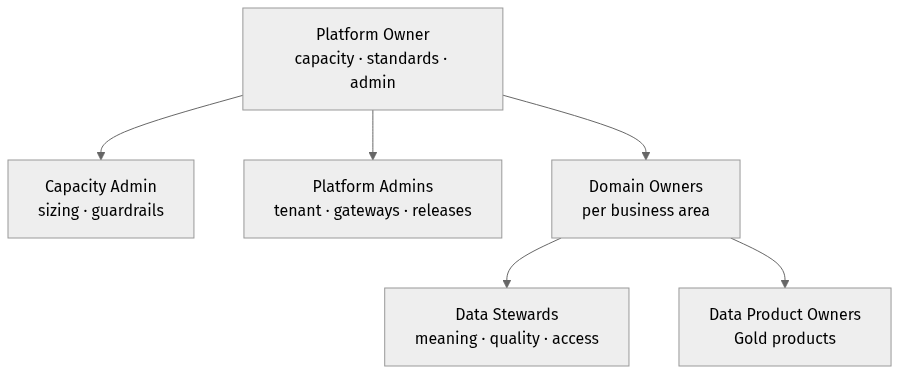 Platform Owner
capacity · standards ·
admin
Capacity Admin
sizing · guardrails
Platform Admins
tenant · gateways · releases
Domain Owners
per business area
Data Stewards
meaning · quality · access
Data Product Owners
Gold products